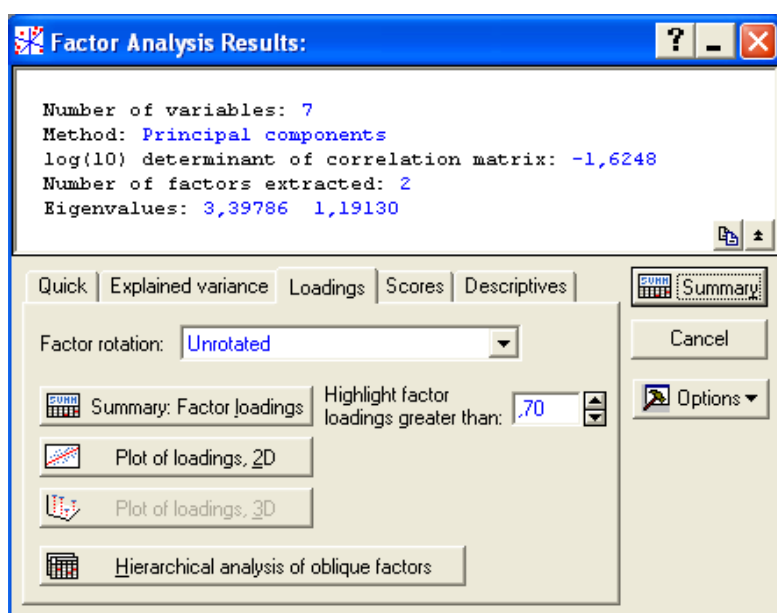 Factor Analysis Results:
?
Number of variables: 7
Method: Principal components
log(10) determinant of correlation matrix: -1,6248
Number of factors extracted: 2
Eigenvalues: 3,39786 1,19130
Quick Explained variance Loadings Scores Descriptives
SUMM Summary
Factor rotation: Unrotated
Cancel
SUMM Summary: Factor loadings
Highlight factor
loadings greater than: ,70
Options
Plot of loadings, 2D
Plot of loadings, 3D
Hierarchical analysis of oblique factors